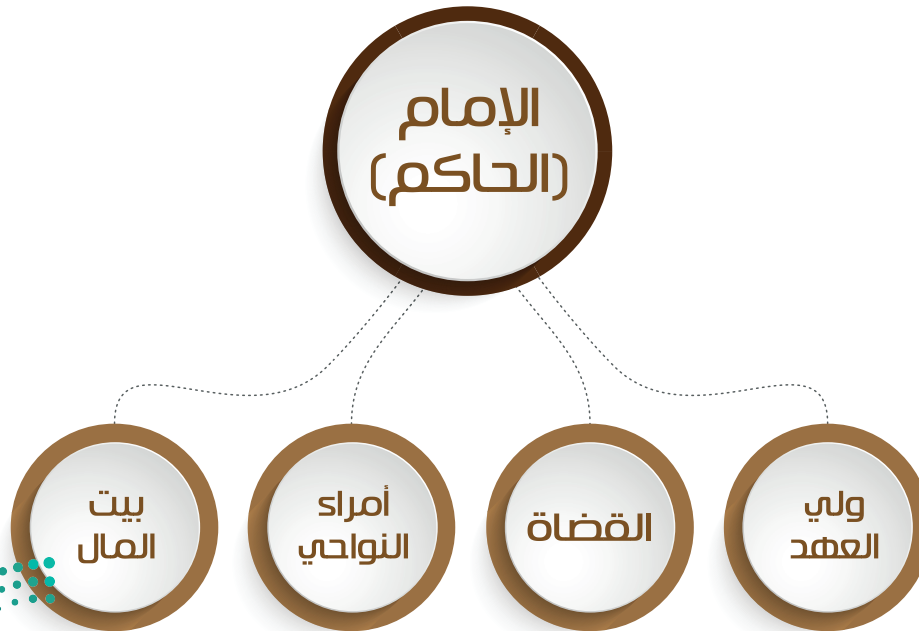 الإمام
(الحاكم)
ولي
العهد
القضاة
أمراء
النواحي
بيت
المال